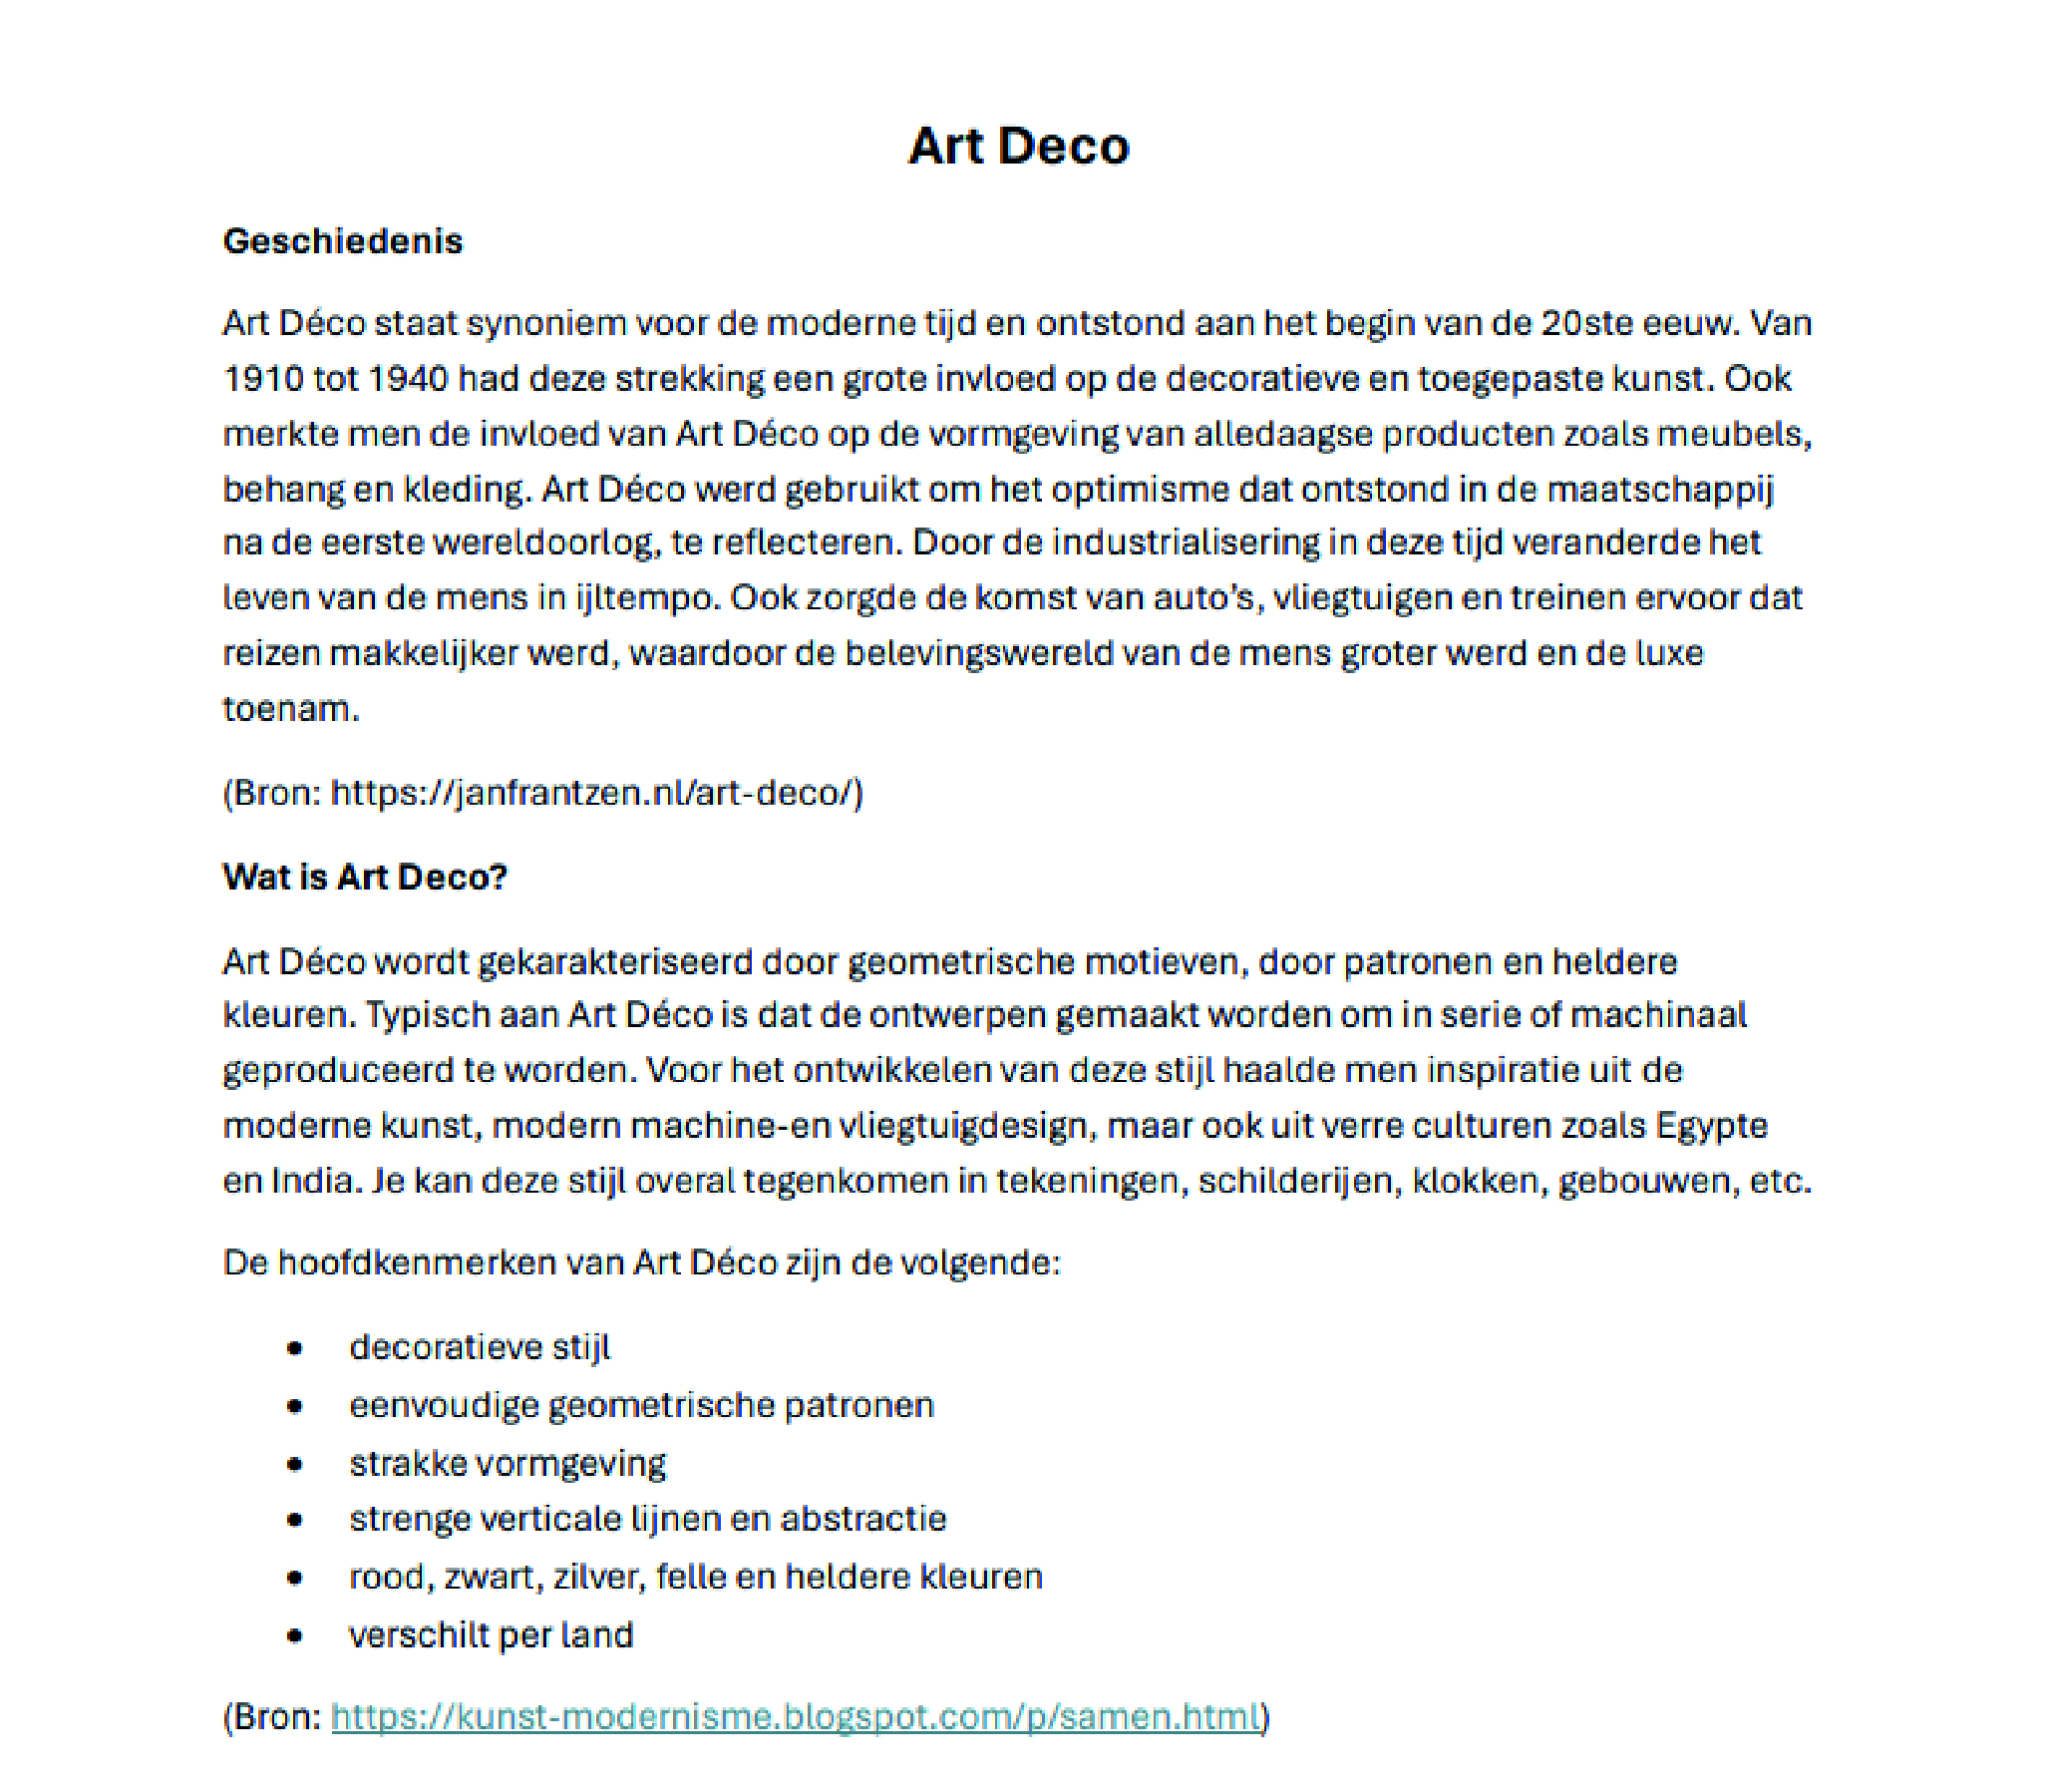 Art Deco
Geschiedenis
Art Déco staat synoniem voor de moderne tijd en ontstond aan het begin van de 20ste eeuw. Van
1910 tot 1940 had deze strekking een grote invloed op de decoratieve en toegepaste kunst. Ook
merkte men de invloed van Art Déco op de vormgeving van alledaagse producten zoals meubels,
behang en kleding. Art Déco werd gebruikt om het optimisme dat ontstond in de maatschappij
na de eerste wereldoorlog, te reflecteren. Door de industrialisering in deze tijd veranderde het
leven van de mens in ijltempo. Ook zorgde de komst van auto's, vliegtuigen en treinen ervoor dat
reizen makkelijker werd, waardoor de belevingswereld van de mens groter werd en de luxe
toenam.
(Bron: https://janfrantzen.nl/art-deco/)
Wat is Art Deco?
Art Déco wordt gekarakteriseerd door geometrische motieven, door patronen en heldere
kleuren. Typisch aan Art Déco is dat de ontwerpen gemaakt worden om in serie of machinaal
geproduceerd te worden. Voor het ontwikkelen van deze stijl haalde men inspiratie uit de
moderne kunst, modern machine-en vliegtuigdesign, maar ook uit verre culturen zoals Egypte
en India. Je kan deze stijl overal tegenkomen in tekeningen, schilderijen, klokken, gebouwen, etc.
De hoofdkenmerken van Art Déco zijn de volgende:
• decoratieve stijl
• eenvoudige geometrische patronen
• strakke vormgeving
• strenge verticale lijnen en abstractie
• rood, zwart, zilver, felle en heldere kleuren
• verschilt per land
(Bron: https://kunst-modernisme.blogspot.com/p/samen.html)